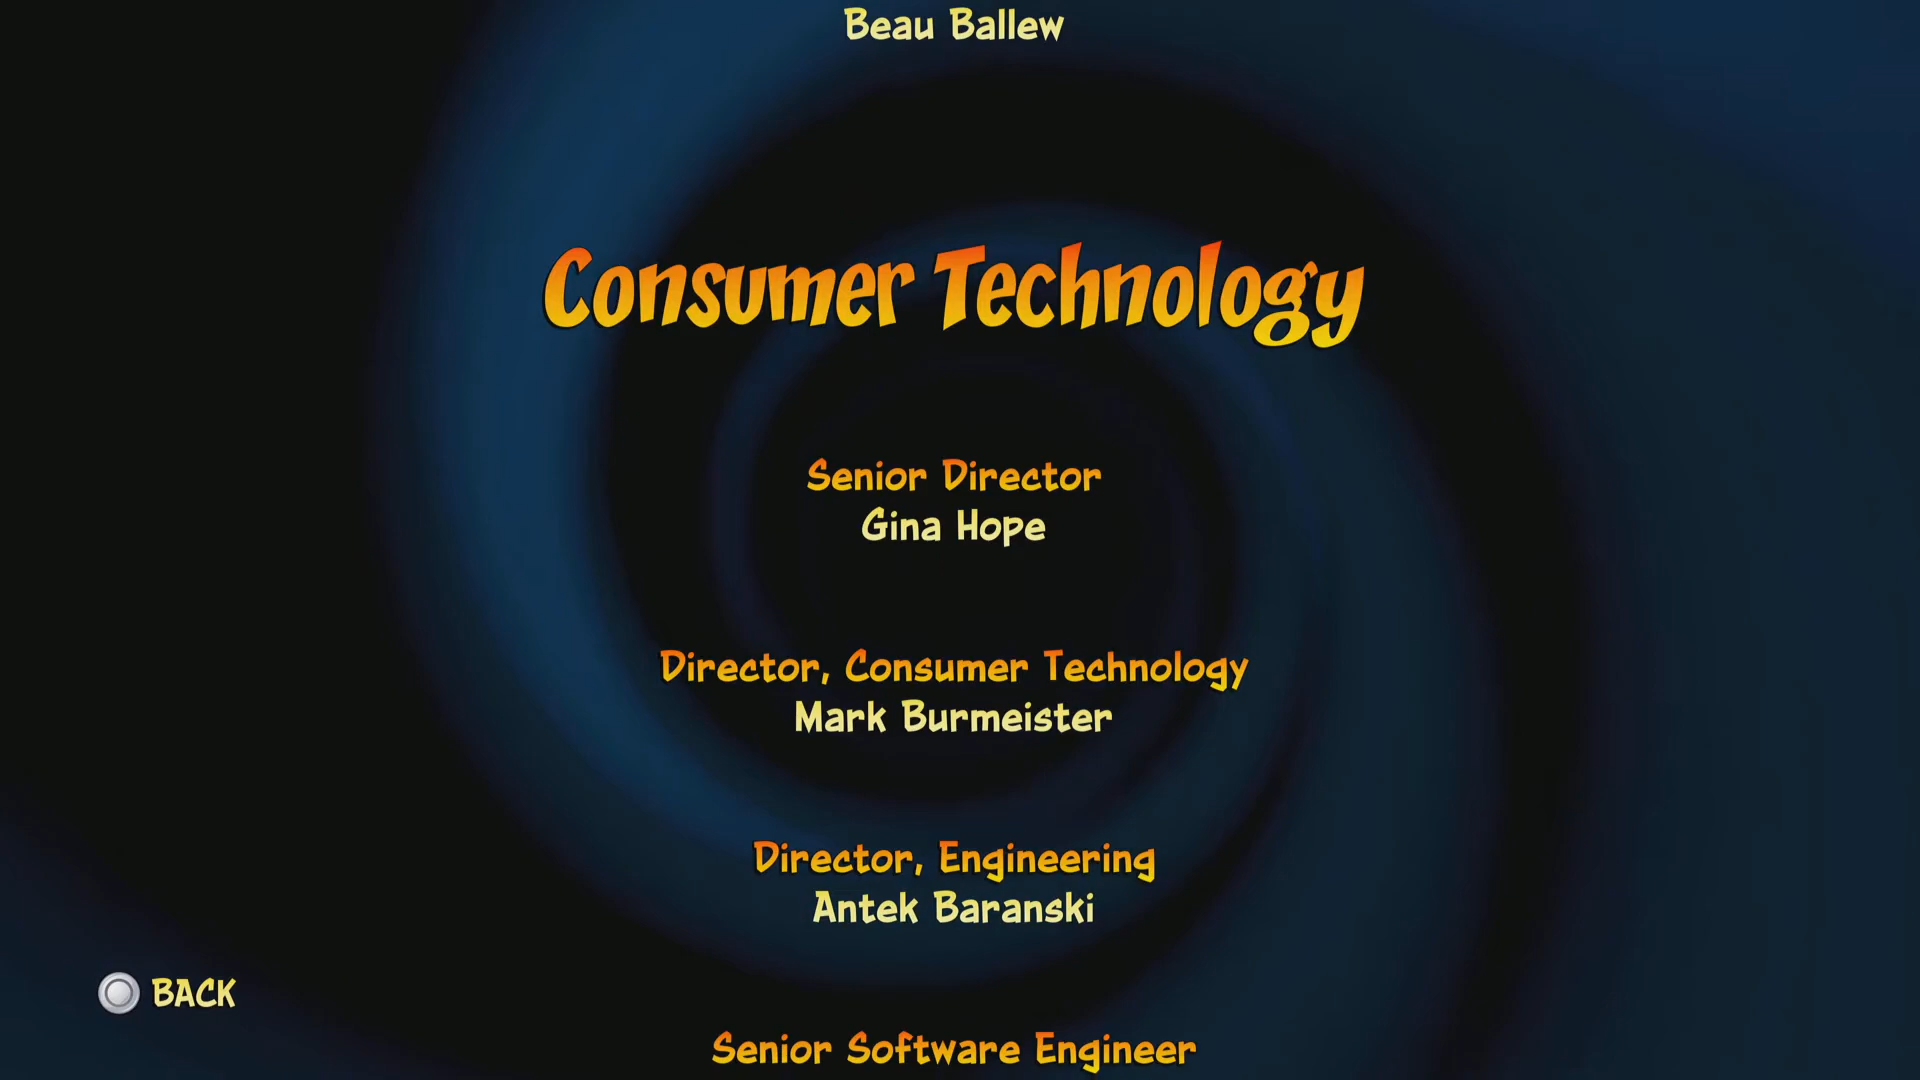 Beau Ballew
Consumer Technology
Senior Director
Gina Hope
Director, Consumer Technology
Mark Burmeister
Director, Engineering
Antek Baranski
BACK
Senior Software Engineer